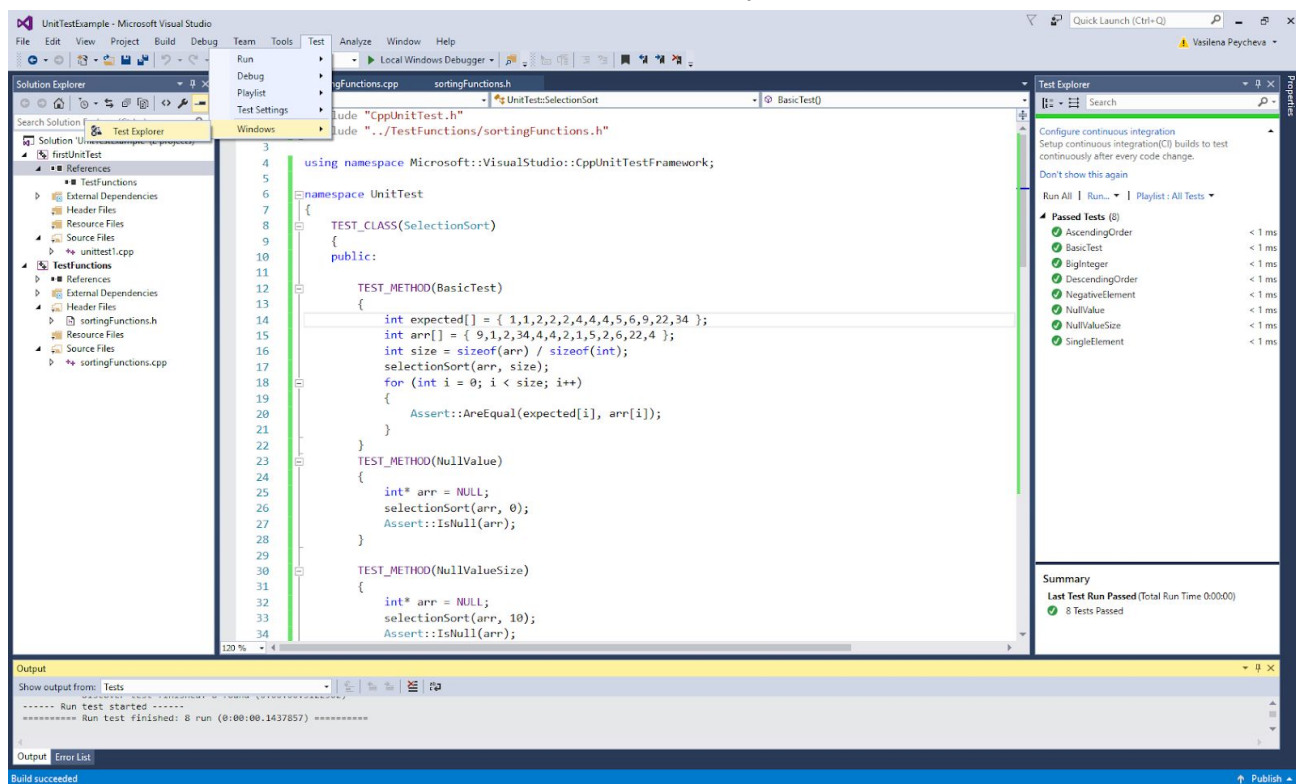 UnitTestExample - Microsoft Visual Studio
Quick Launch (Ctrl+Q)
File Edit View Project Build Debug Team Tools Test Analyze Window Help
Vasilena Peycheva
Local Windows Debugger
Run
Debug
Playlist
Test Settings
Windows
Test Explorer
Solution Explorer
Search Solution
Solution
firstUnitTest
References
TestFunctions
External Dependencies
Header Files
Resource Files
Source Files
unittest1.cpp
TestFunctions
References
External Dependencies
Header Files
sortingFunctions.h
Resource Files
Source Files
sortingFunctions.cpp
ngFunctions.cpp sortingFunctions.h
UnitTest::SelectionSort BasicTest()
lude "CppUnitTest.h"
lude "../TestFunctions/sortingFunctions.h"
3
4 using namespace Microsoft::VisualStudio::CppUnitTestFramework;
5
6 namespace UnitTest
7 {
8 TEST_CLASS(SelectionSort)
9 {
10 public:
11
12 TEST_METHOD(BasicTest)
13 {
14 int expected[] = { 1,1,2,2,2,4,4,4,5,6,9,22,34 };
15 int arr[] = { 9,1,2,34,4,4,2,1,5,2,6,22,4 };
16 int size = sizeof(arr) / sizeof(int);
17 selectionSort(arr, size);
18 for (int i = 0; i < size; i++)
19 {
20 Assert::AreEqual(expected[i], arr[i]);
21 }
22 }
23 TEST_METHOD(NullValue)
24 {
25 int* arr = NULL;
26 selectionSort(arr, 0);
27 Assert::IsNull(arr);
28 }
29
30 TEST_METHOD(NullValueSize)
31 {
32 int* arr = NULL;
33 selectionSort(arr, 10);
34 Assert::IsNull(arr);
120 %
Test Explorer
Search
Configure continuous integration
Setup continuous integration(CI) builds to test
continuously after every code change.
Don't show this again
Run All | Run... | Playlist : All Tests
Passed Tests (8)
AscendingOrder < 1 ms
BasicTest < 1 ms
BigInteger < 1 ms
DescendingOrder < 1 ms
NegativeElement < 1 ms
NullValue < 1 ms
NullValueSize < 1 ms
SingleElement < 1 ms
Summary
Last Test Run Passed (Total Run Time 0:00:00)
8 Tests Passed
Properties
Output
Show output from: Tests
------ Run test started ------
========== Run test finished: 8 run (0:00:00.1437857) ==========
Output Error List
Build succeeded
Publish